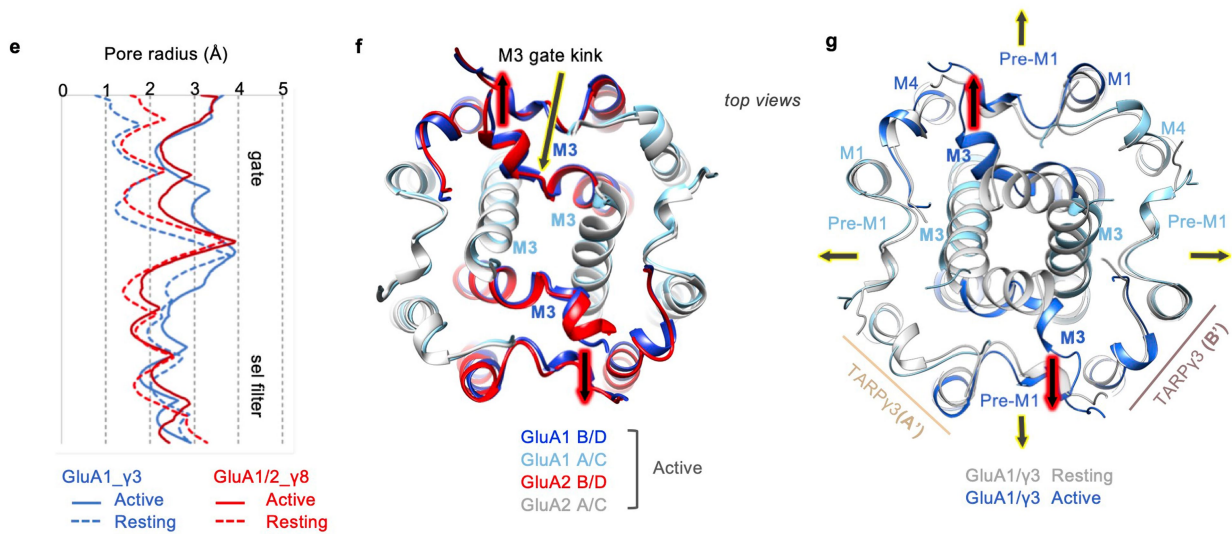 e
Pore radius (Å)
0 1 2 3 4 5
gate
sel filter
GluA1_γ3
Active
Resting
GluA1/2_γ8
Active
Resting
f
M3 gate kink
top views
M3
M3
M3
M3
GluA1 B/D
GluA1 A/C
GluA2 B/D
GluA2 A/C
Active
g
Pre-M1
M4
M1
M4
M3
M1
Pre-M1
M3
M3
Pre-M1
M3
Pre-M1
TARPγ3(A’)
TARPγ3 (B’)
GluA1/γ3 Resting
GluA1/γ3 Active